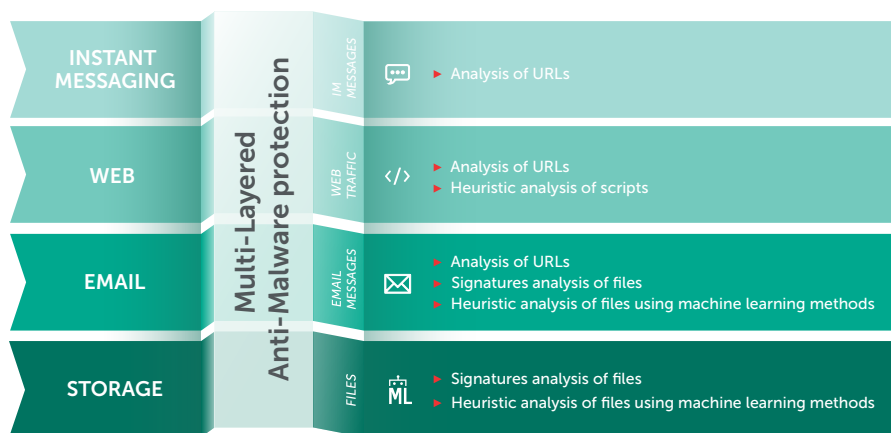 INSTANT
MESSAGING
IM
MESSAGES
Analysis of URLs
WEB
WEB
TRAFFIC
</>
Analysis of URLs
Heuristic analysis of scripts
Multi-Layered
Anti-Malware protection
EMAIL
EMAIL
MESSAGES
Analysis of URLs
Signatures analysis of files
Heuristic analysis of files using machine learning methods
STORAGE
FILES
ML
Signatures analysis of files
Heuristic analysis of files using machine learning methods